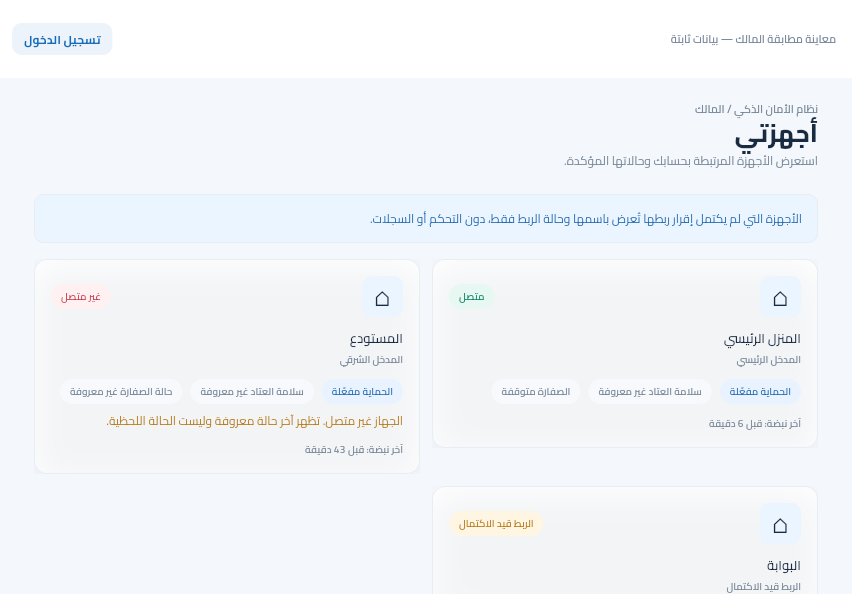 معاينة مطابقة المالك — بيانات ثابتة
تسجيل الدخول
نظام الأمان الذكي / المالك
أجهزتي
استعرض الأجهزة المرتبطة بحسابك وحالاتها المؤكدة.
الأجهزة التي لم يكتمل إقرار ربطها تُعرض باسمها وحالة الربط فقط، دون التحكم أو السجلات.
متصل
المنزل الرئيسي
المدخل الرئيسي
الحماية مفعّلة
سلامة العتاد غير معروفة
الصفارة متوقفة
آخر نبضة: قبل 6 دقيقة
غير متصل
المستودع
المدخل الشرقي
الحماية مفعّلة
سلامة العتاد غير معروفة
حالة الصفارة غير معروفة
الجهاز غير متصل. تظهر آخر حالة معروفة وليست الحالة اللحظية.
آخر نبضة: قبل 43 دقيقة
الربط قيد الاكتمال
البوابة
الربط قيد الاكتمال